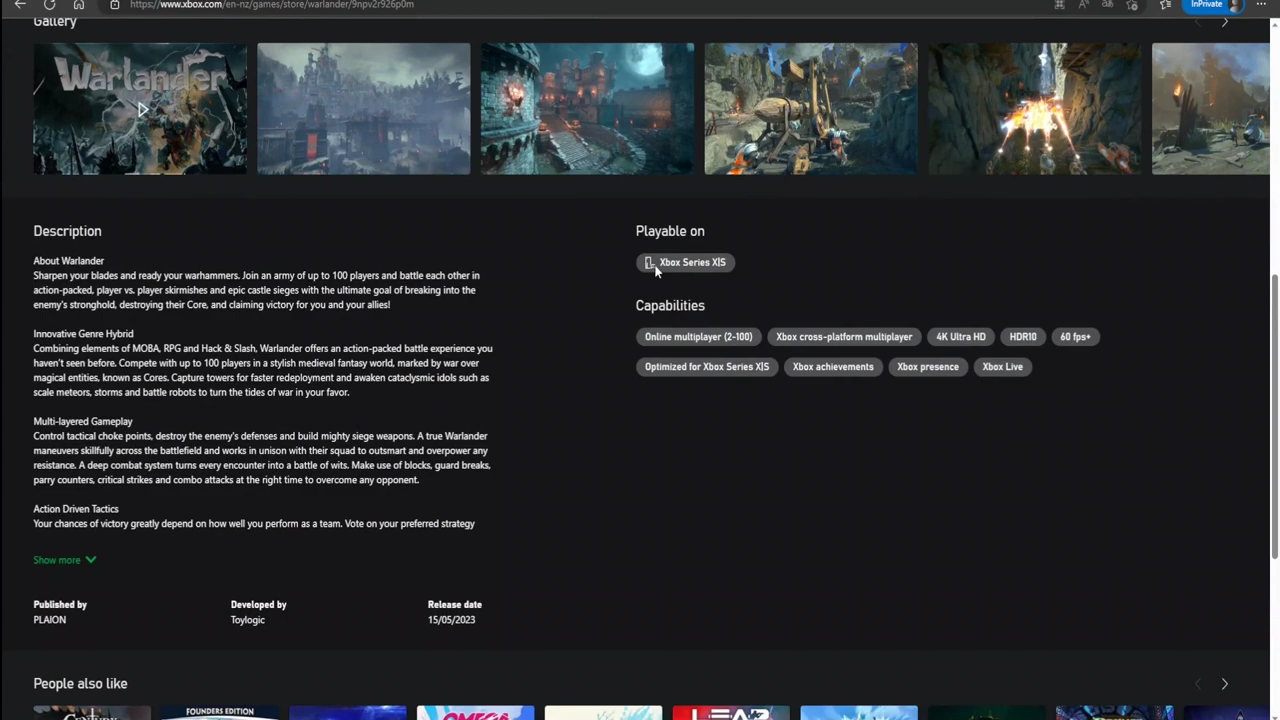 https://www.xbox.com/en-nz/games/store/warlander/9npv2r926p0m
InPrivate
Gallery
Warlander
Description
About Warlander
Sharpen your blades and ready your warhammers. Join an army of up to 100 players and battle each other in
action-packed, player vs. player skirmishes and epic castle sieges with the ultimate goal of breaking into the
enemy's stronghold, destroying their Core, and claiming victory for you and your allies!
Innovative Genre Hybrid
Combining elements of MOBA, RPG and Hack & Slash, Warlander offers an action-packed battle experience you
haven't seen before. Compete with up to 100 players in a stylish medieval fantasy world, marked by war over
magical entities, known as Cores. Capture towers for faster redeployment and awaken cataclysmic idols such as
scale meteors, storms and battle robots to turn the tides of war in your favor.
Multi-layered Gameplay
Control tactical choke points, destroy the enemy's defenses and build mighty siege weapons. A true Warlander
maneuvers skillfully across the battlefield and works in unison with their squad to outsmart and overpower any
resistance. A deep combat system turns every encounter into a battle of wits. Make use of blocks, guard breaks,
parry counters, critical strikes and combo attacks at the right time to overcome any opponent.
Action Driven Tactics
Your chances of victory greatly depend on how well you perform as a team. Vote on your preferred strategy
Show more
Published by
PLAION
Developed by
Toylogic
Release date
15/05/2023
Playable on
Xbox Series X|S
Capabilities
Online multiplayer (2-100) Xbox cross-platform multiplayer 4K Ultra HD HDR10 60 fps+
Optimized for Xbox Series X|S Xbox achievements Xbox presence Xbox Live
People also like
FOUNDERS EDITION